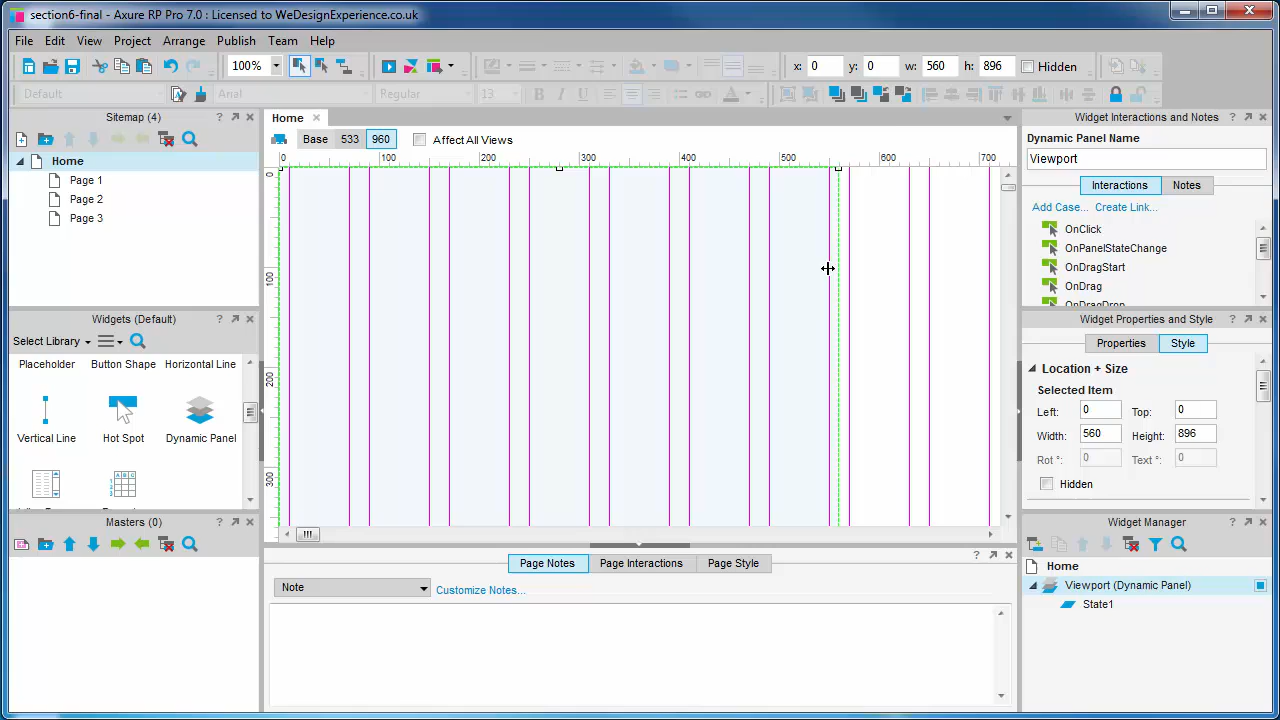 section6-final - Axure RP Pro 7.0 : Licensed to WeDesignExperience.co.uk
File Edit View Project Arrange Publish Team Help
100% x: 0 y: 0 w: 560 h: 896 Hidden
Default Arial Regular 13
Sitemap (4)
Home
Page 1
Page 2
Page 3
Widgets (Default)
Select Library
Placeholder Button Shape Horizontal Line
Vertical Line Hot Spot Dynamic Panel
Masters (0)
Home
Base 533 960 Affect All Views
0 100 200 300 400 500 600 700
0
100
200
300
Page Notes Page Interactions Page Style
Note Customize Notes...
Widget Interactions and Notes
Dynamic Panel Name
Viewport
Interactions Notes
Add Case... Create Link...
OnClick
OnPanelStateChange
OnDragStart
OnDrag
OnDragDrop
Widget Properties and Style
Properties Style
Location + Size
Selected Item
Left: 0 Top: 0
Width: 560 Height: 896
Rot °: 0 Text °: 0
Hidden
Widget Manager
Home
Viewport (Dynamic Panel)
State1